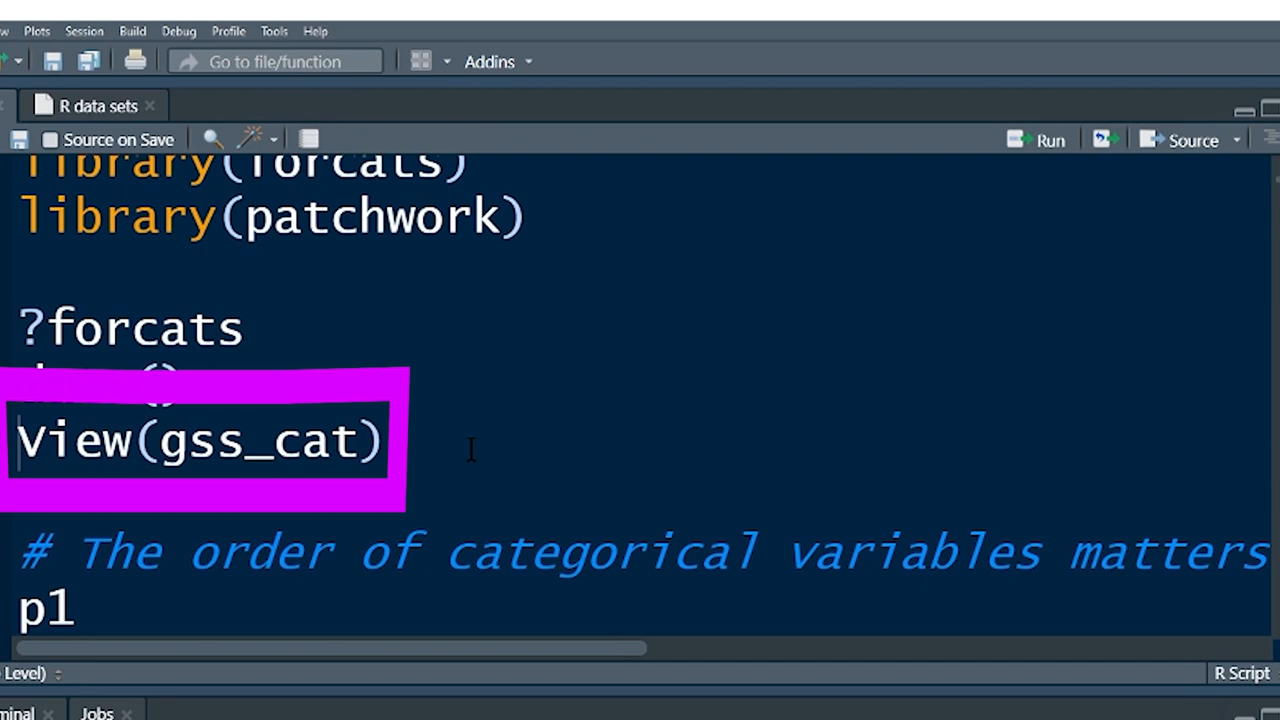 Plots Session Build Debug Profile Tools Help
Go to file/function Addins
R data sets
Source on Save Run Source
library(forcats)
library(patchwork)
?forcats
View(gss_cat)
# The order of categorical variables matters
p1
Level) R Script
Jobs